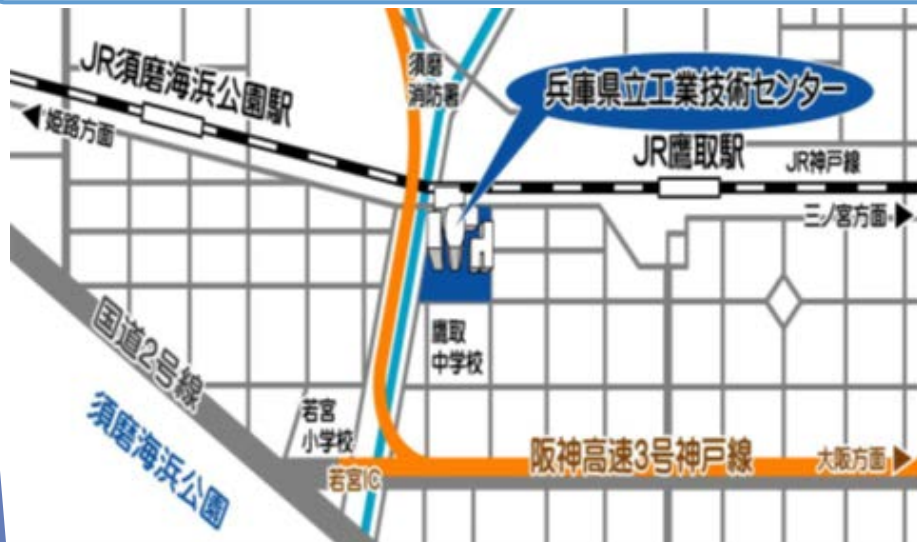 JR須磨海浜公園駅
須磨
消防署
兵庫県立工業技術センター
姫路方面
JR鷹取駅
JR神戸線
三ノ宮方面
国道2号線
鷹取
中学校
須磨海浜公園
若宮
小学校
阪神高速3号神戸線
大阪方面
若宮IC